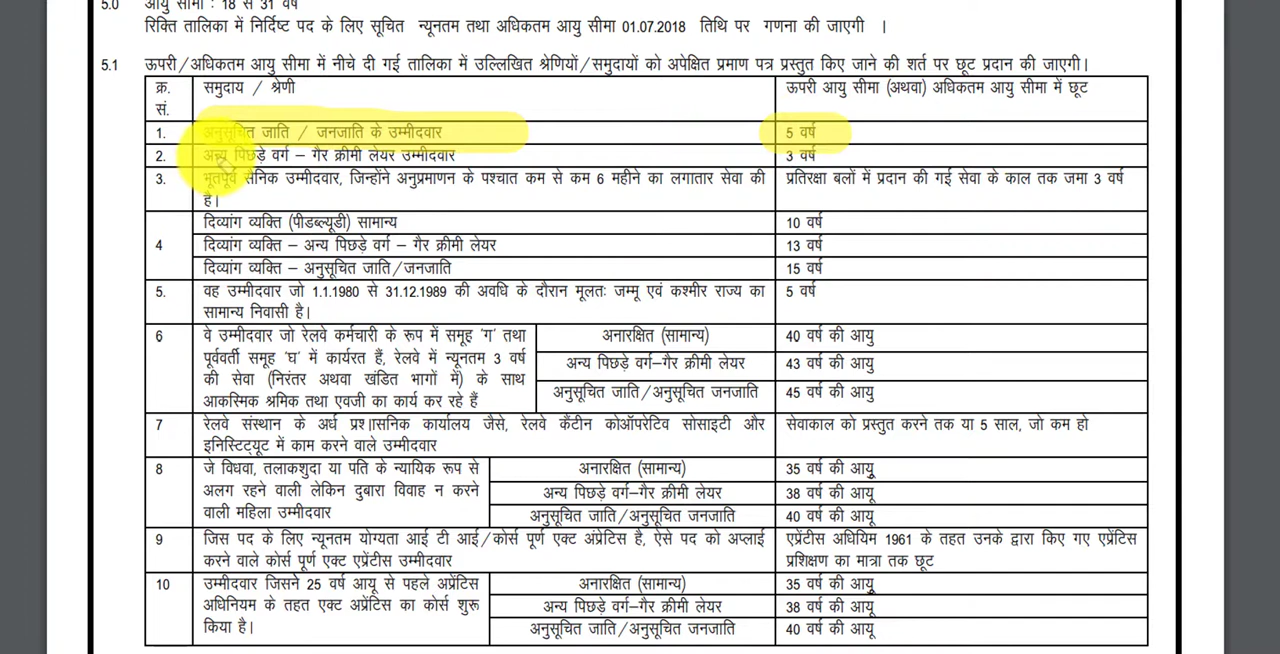 5.0 आयु सीमा : 18 से 31 वर्ष
रिक्ति तालिका में निर्दिष्ट पद के लिए सूचित न्यूनतम तथा अधिकतम आयु सीमा 01.07.2018 तिथि पर गणना की जाएगी ।
5.1 ऊपरी/अधिकतम आयु सीमा में नीचे दी गई तालिका में उल्लिखित श्रेणियों/समुदायों को अपेक्षित प्रमाण पत्र प्रस्तुत किए जाने की शर्त पर छूट प्रदान की जाएगी।
क्र. समुदाय / श्रेणी ऊपरी आयु सीमा (अथवा) अधिकतम आयु सीमा में छूट
सं.
1. अनुसूचित जाति / जनजाति के उम्मीदवार 5 वर्ष
2. अन्य पिछड़े वर्ग – गैर क्रीमी लेयर उम्मीदवार 3 वर्ष
3. भूतपूर्व सैनिक उम्मीदवार, जिन्होंने अनुप्रमाणन के पश्चात कम से कम 6 महीने का लगातार सेवा की प्रतिरक्षा बलों में प्रदान की गई सेवा के काल तक जमा 3 वर्ष
है।
दिव्यांग व्यक्ति (पीडब्ल्यूडी) सामान्य 10 वर्ष
4 दिव्यांग व्यक्ति – अन्य पिछड़े वर्ग – गैर क्रीमी लेयर 13 वर्ष
दिव्यांग व्यक्ति – अनुसूचित जाति/जनजाति 15 वर्ष
5. वह उम्मीदवार जो 1.1.1980 से 31.12.1989 की अवधि के दौरान मूलतः जम्मू एवं कश्मीर राज्य का 5 वर्ष
सामान्य निवासी है।
6 वे उम्मीदवार जो रेलवे कर्मचारी के रूप में समूह ‘ग’ तथा अनारक्षित (सामान्य) 40 वर्ष की आयु
पूर्ववर्ती समूह ‘घ’ में कार्यरत हैं, रेलवे में न्यूनतम 3 वर्ष अन्य पिछड़े वर्ग–गैर क्रीमी लेयर 43 वर्ष की आयु
की सेवा (निरंतर अथवा खंडित भागों में) के साथ अनुसूचित जाति/अनुसूचित जनजाति 45 वर्ष की आयु
आकस्मिक श्रमिक तथा एवजी का कार्य कर रहे हैं
7 रेलवे संस्थान के अर्ध प्रशासनिक कार्यालय जैसे, रेलवे कैंटीन कोऑपरेटिव सोसाइटी और सेवाकाल को प्रस्तुत करने तक या 5 साल, जो कम हो
इनिस्टिट्यूट में काम करने वाले उम्मीदवार
8 जे विधवा, तलाकशुदा या पति के न्यायिक रूप से अनारक्षित (सामान्य) 35 वर्ष की आयु
अलग रहने वाली लेकिन दुबारा विवाह न करने अन्य पिछड़े वर्ग–गैर क्रीमी लेयर 38 वर्ष की आयू
वाली महिला उम्मीदवार अनुसूचित जाति/अनुसूचित जनजाति 40 वर्ष की आयू
9 जिस पद के लिए न्यूनतम योग्यता आई टी आई/कोर्स पूर्ण एक्ट अंप्रेटिस है, ऐसे पद को अप्लाई एप्रेंटीस अधियिम 1961 के तहत उनके द्वारा किए गए एप्रेंटिस
करने वाले कोर्स पूर्ण एक्ट एप्रेंटीस उम्मीदवार प्रशिक्षण का मात्रा तक छूट
10 उम्मीदवार जिसने 25 वर्ष आयू से पहले अप्रेंटिस अनारक्षित (सामान्य) 35 वर्ष की आयु
अधिनियम के तहत एक्ट अप्रेंटिस का कोर्स शुरू अन्य पिछड़े वर्ग–गैर क्रीमी लेयर 38 वर्ष की आयू
किया है। अनुसूचित जाति/अनुसूचित जनजाति 40 वर्ष की आयू